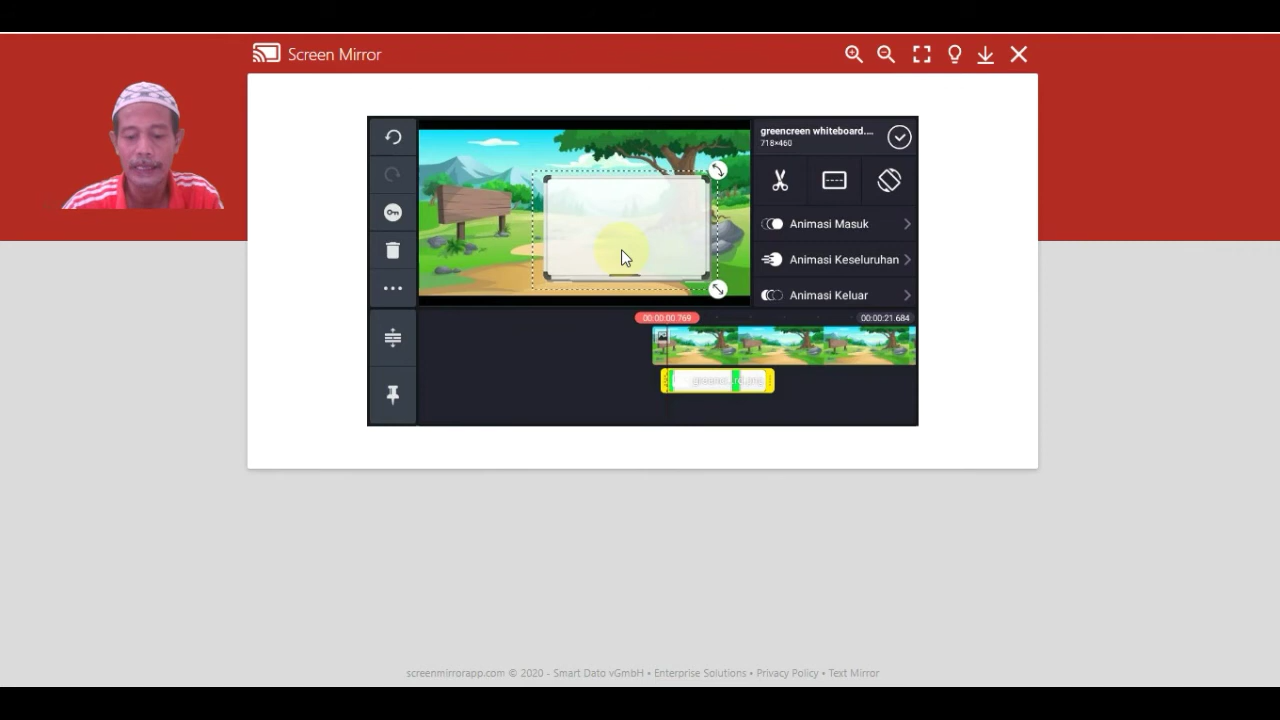 Screen Mirror
greencreen whiteboard....
718×460
Animasi Masuk
Animasi Keseluruhan
Animasi Keluar
00:00:00.769
00:00:21.684
screenmirrorapp.com © 2020 - Smart Dato vGmbH • Enterprise Solutions • Privacy Policy • Text Mirror